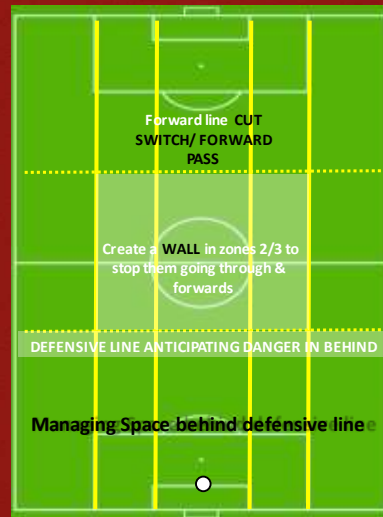 Forward line CUT
SWITCH/ FORWARD
PASS
Create a WALL in zones 2/3 to
stop them going through &
forwards
DEFENSIVE LINE ANTICIPATING DANGER IN BEHIND
Managing Space behind defensive line